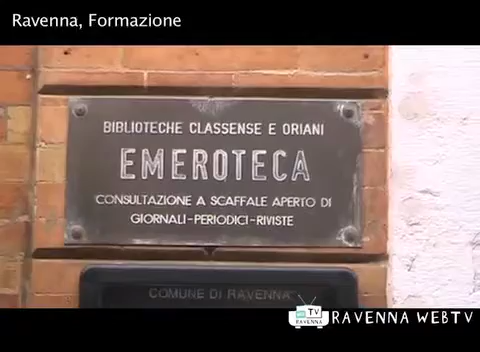 Ravenna, Formazione
BIBLIOTECHE CLASSENSE E ORIANI
EMEROTECA
CONSULTAZIONE A SCAFFALE APERTO DI
GIORNALI-PERIODICI-RIVISTE
COMUNE DI RAVENNA
TV
RAVENNA
RAVENNA WEBTV